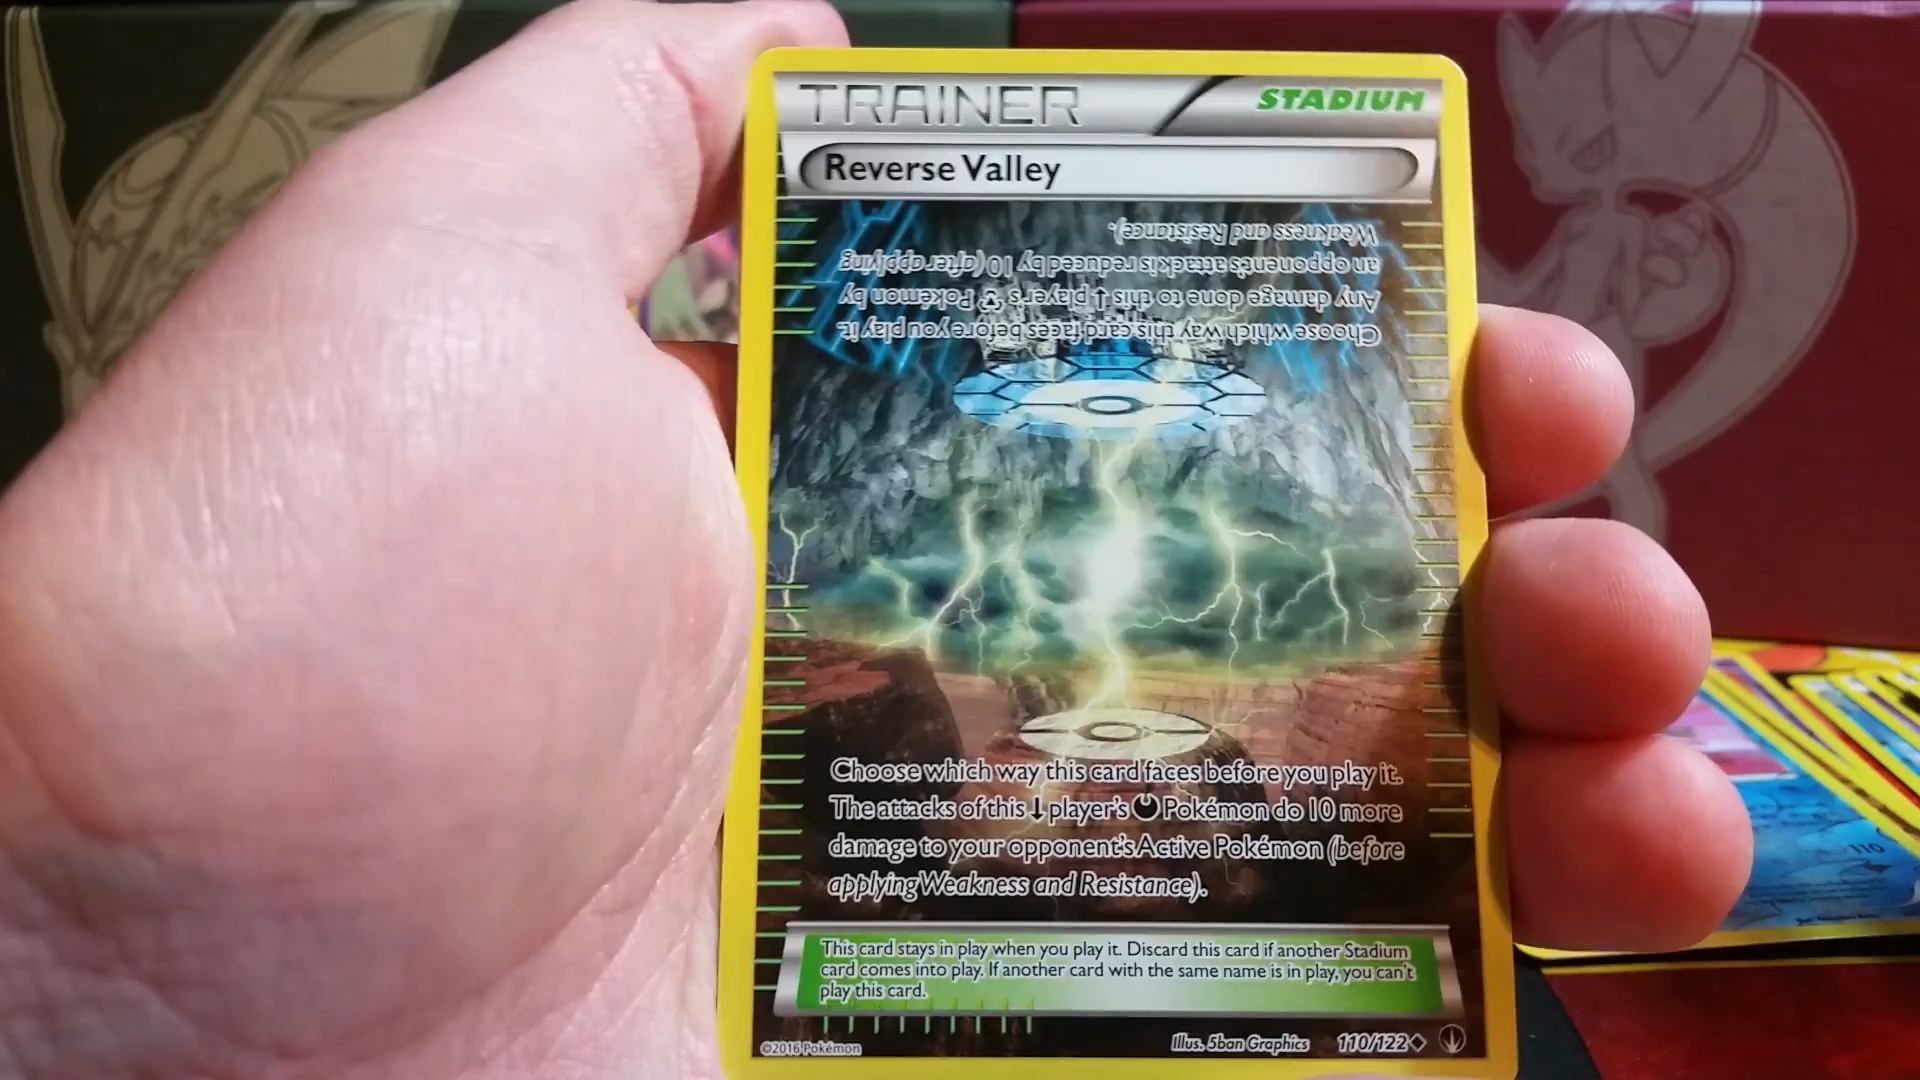 TRAINER
STADIUM
Reverse Valley
Weakness and Resistance).
an opponent's attack is reduced by 10 (after applying
Any damage done to this ↑ player's Pokémon by
Choose which way this card faces before you play it.
Choose which way this card faces before you play it.
The attacks of this ↓ player's Pokémon do 10 more
damage to your opponent's Active Pokémon (before
applying Weakness and Resistance).
This card stays in play when you play it. Discard this card if another Stadium
card comes into play. If another card with the same name is in play, you can't
play this card.
©2016 Pokémon
Illus. 5ban Graphics
110/122
110